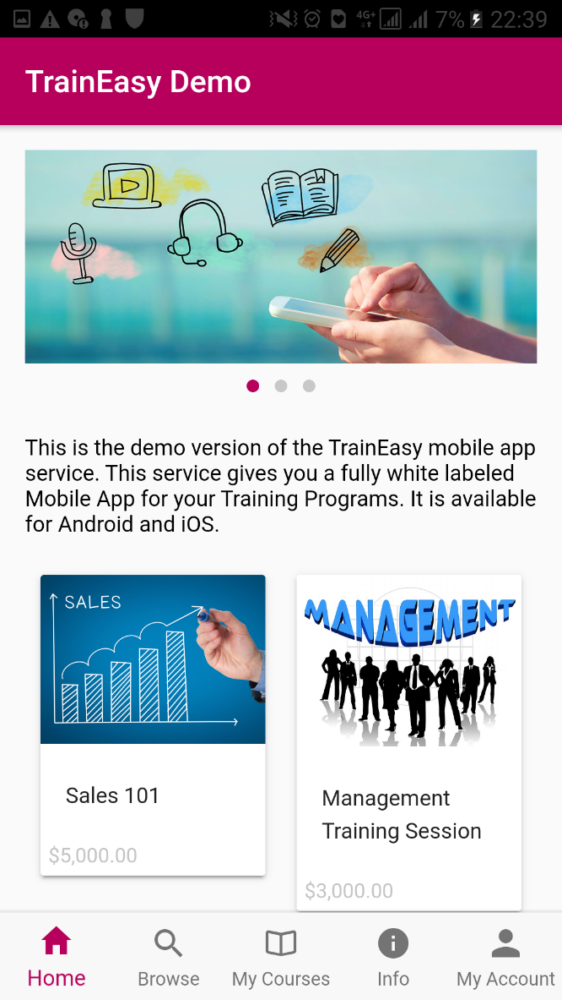 4G+ 7% 22:39
TrainEasy Demo
This is the demo version of the TrainEasy mobile app
service. This service gives you a fully white labeled
Mobile App for your Training Programs. It is available
for Android and iOS.
SALES
MANAGEMENT
Sales 101
$5,000.00
Management
Training Session
$3,000.00
Home Browse My Courses Info My Account